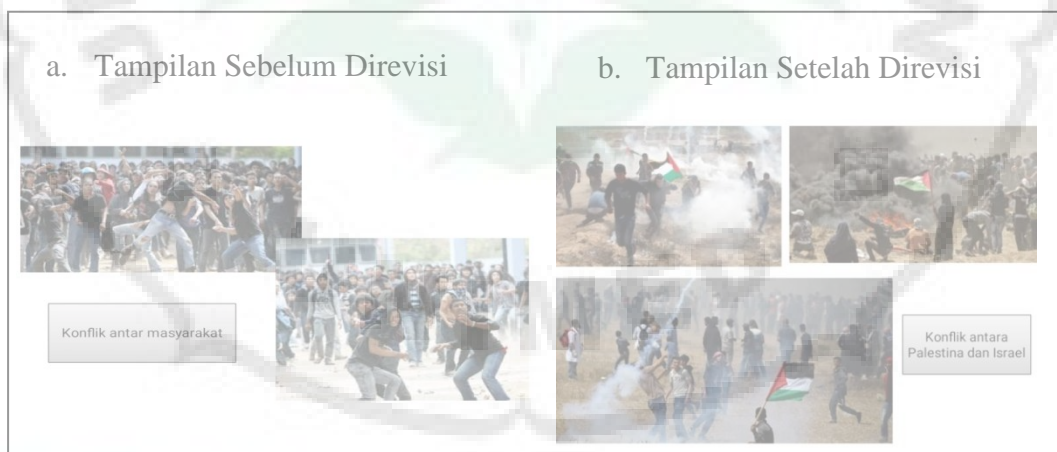 a. Tampilan Sebelum Direvisi
b. Tampilan Setelah Direvisi
Konflik antar masyarakat
Konflik antara
Palestina dan Israel